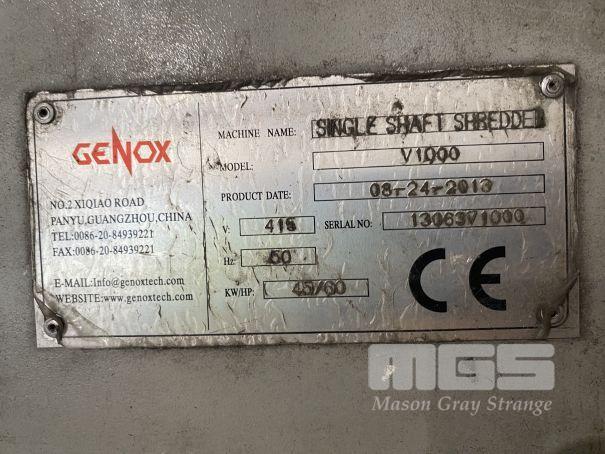 GENOX
NO.2 XIQIAO ROAD
PANYU,GUANGZHOU,CHINA
TEL:0086-20-84939221
FAX:0086-20-84939221
E-MAIL:Info@genoxtech.com
WEBSITE:www.genoxtech.com
MACHINE NAME: SINGLE SHAFT SHREDDE
MODEL: V1000
PRODUCT DATE: 08-24-2013
V: 415 SERIAL NO: 13063V1000
Hz: 50
KW/HP: 45/60
CE
MGS
Mason Gray Strange